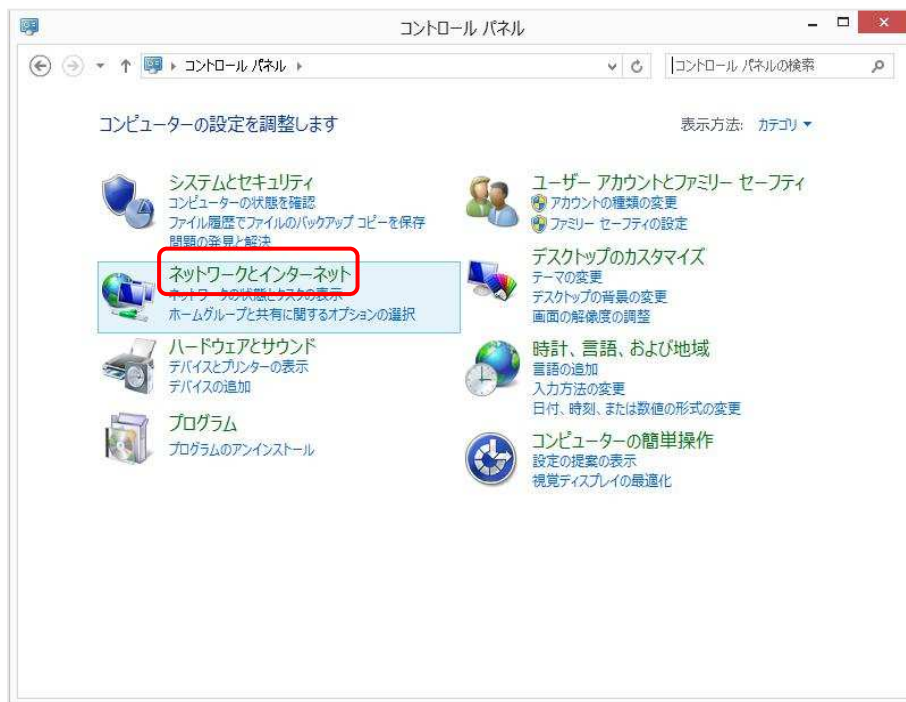 コントロール パネル
コントロール パネル
コントロール パネルの検索
コンピューターの設定を調整します
表示方法: カテゴリ
システムとセキュリティ
コンピューターの状態を確認
ファイル履歴でファイルのバックアップ コピーを保存
問題の発見と解決
ネットワークとインターネット
ネットワークの状態とタスクの表示
ホームグループと共有に関するオプションの選択
ハードウェアとサウンド
デバイスとプリンターの表示
デバイスの追加
プログラム
プログラムのアンインストール
ユーザー アカウントとファミリー セーフティ
アカウントの種類の変更
ファミリー セーフティの設定
デスクトップのカスタマイズ
テーマの変更
デスクトップの背景の変更
画面の解像度の調整
時計、言語、および地域
言語の追加
入力方法の変更
日付、時刻、または数値の形式の変更
コンピューターの簡単操作
設定の提案の表示
視覚ディスプレイの最適化